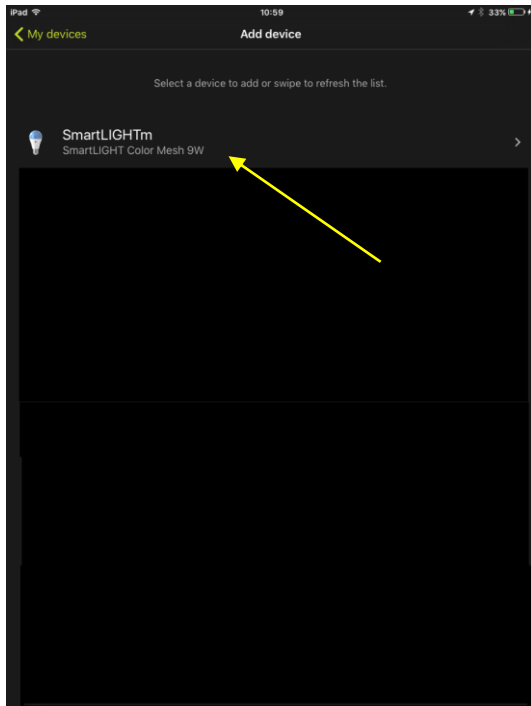 iPad 10:59 33%
My devices Add device
Select a device to add or swipe to refresh the list.
SmartLIGHTm
SmartLIGHT Color Mesh 9W